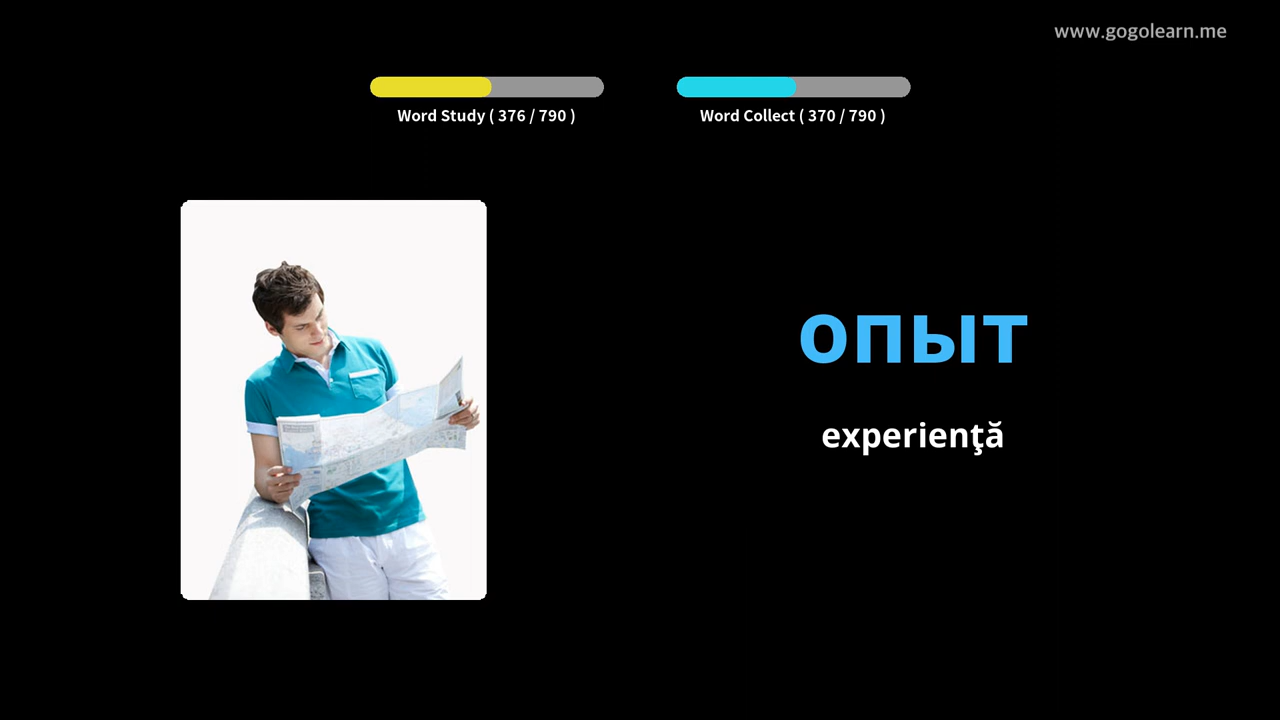 www.gogolearn.me
Word Study ( 376 / 790 )
Word Collect ( 370 / 790 )
опыт
experienţă